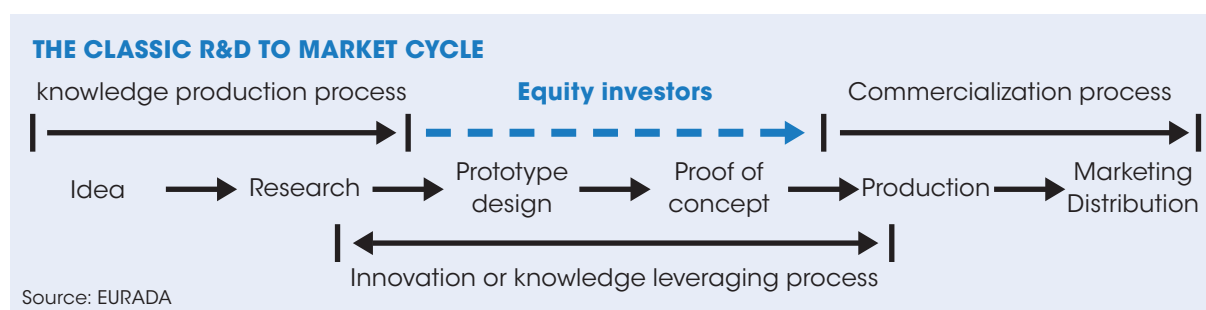 THE CLASSIC R&D TO MARKET CYCLE
knowledge production process
Equity investors
Commercialization process
Idea
Research
Prototype
design
Proof of
concept
Production
Marketing
Distribution
Innovation or knowledge leveraging process
Source: EURADA